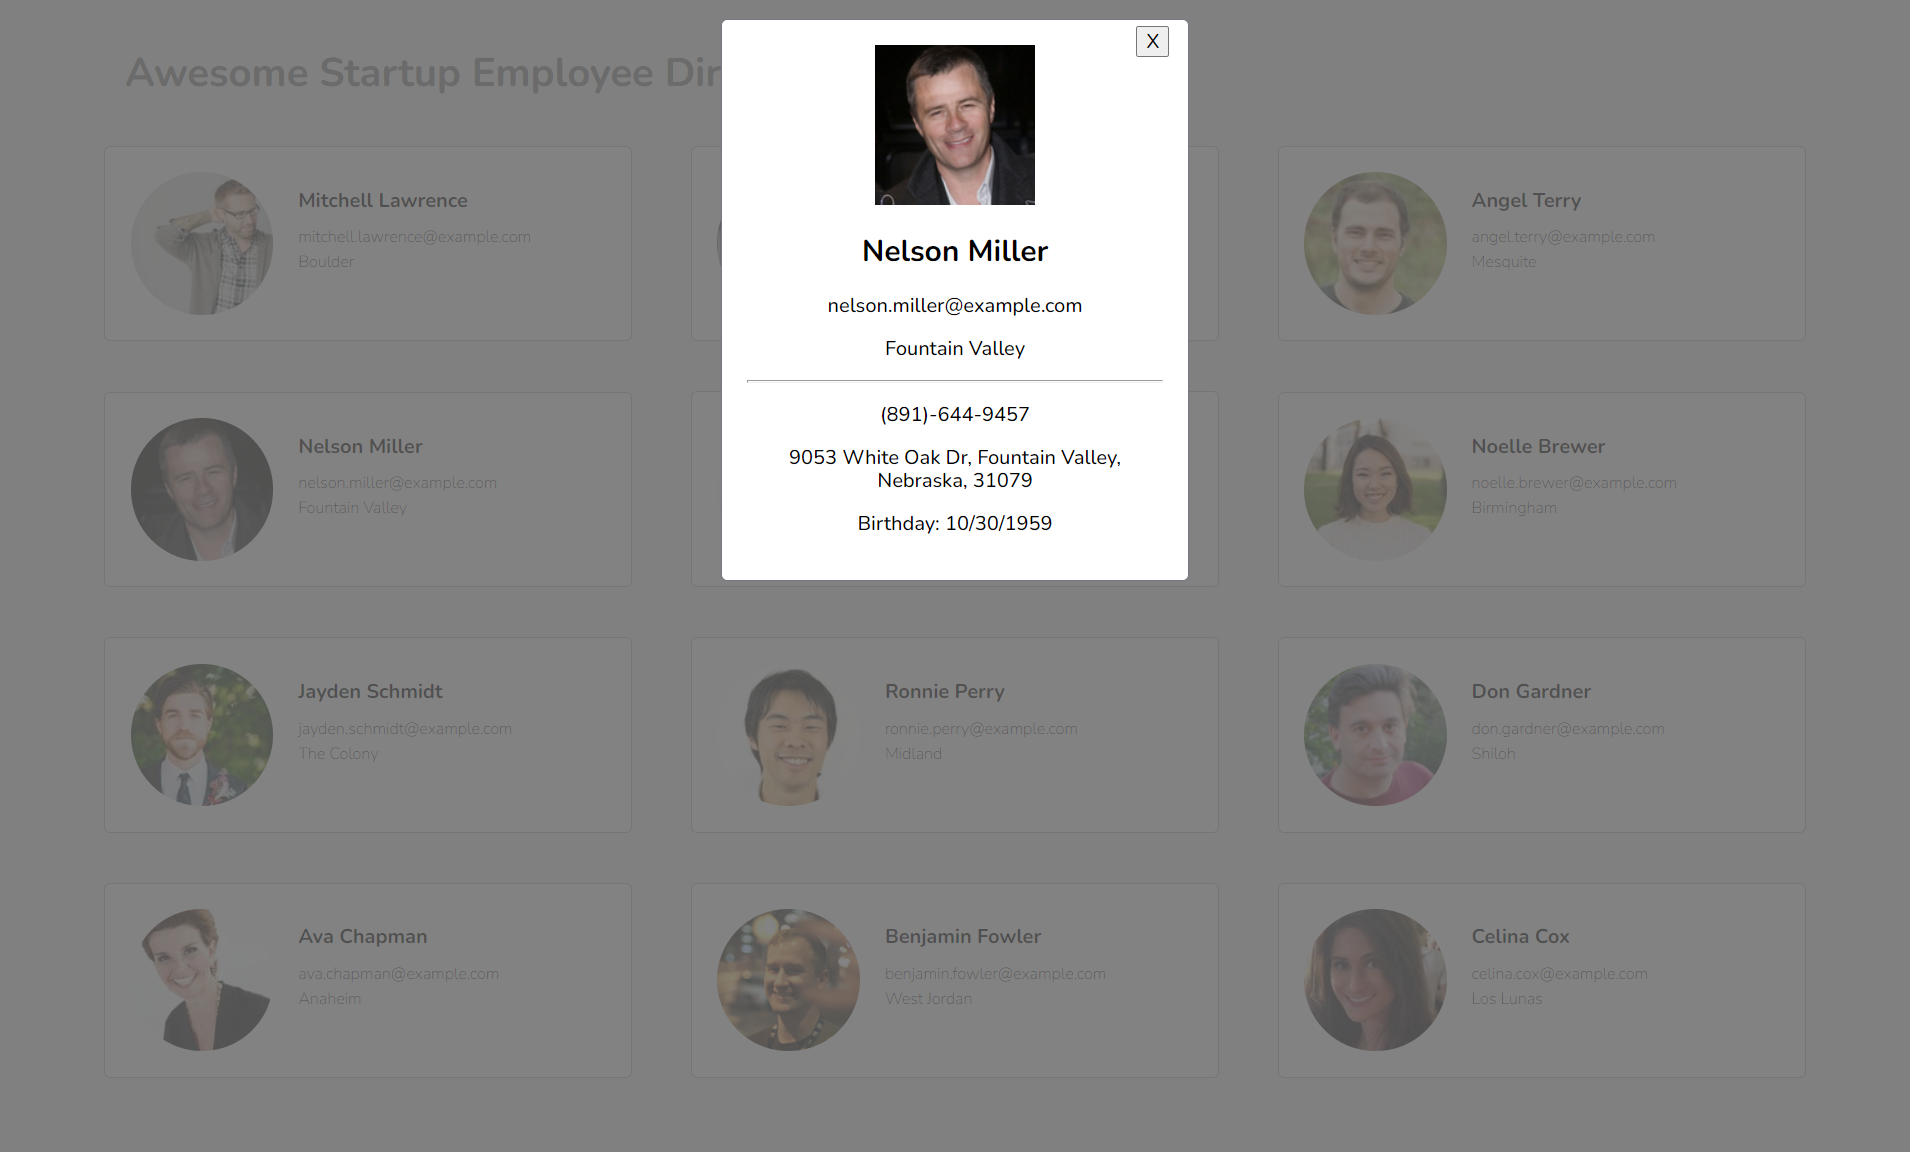 Awesome Startup Employee Dir
X
Nelson Miller
nelson.miller@example.com
Fountain Valley
(891)-644-9457
9053 White Oak Dr, Fountain Valley,
Nebraska, 31079
Birthday: 10/30/1959
Mitchell Lawrence
mitchell.lawrence@example.com
Boulder
Angel Terry
angel.terry@example.com
Mesquite
Nelson Miller
nelson.miller@example.com
Fountain Valley
Noelle Brewer
noelle.brewer@example.com
Birmingham
Jayden Schmidt
jayden.schmidt@example.com
The Colony
Ronnie Perry
ronnie.perry@example.com
Midland
Don Gardner
don.gardner@example.com
Shiloh
Ava Chapman
ava.chapman@example.com
Anaheim
Benjamin Fowler
benjamin.fowler@example.com
West Jordan
Celina Cox
celina.cox@example.com
Los Lunas